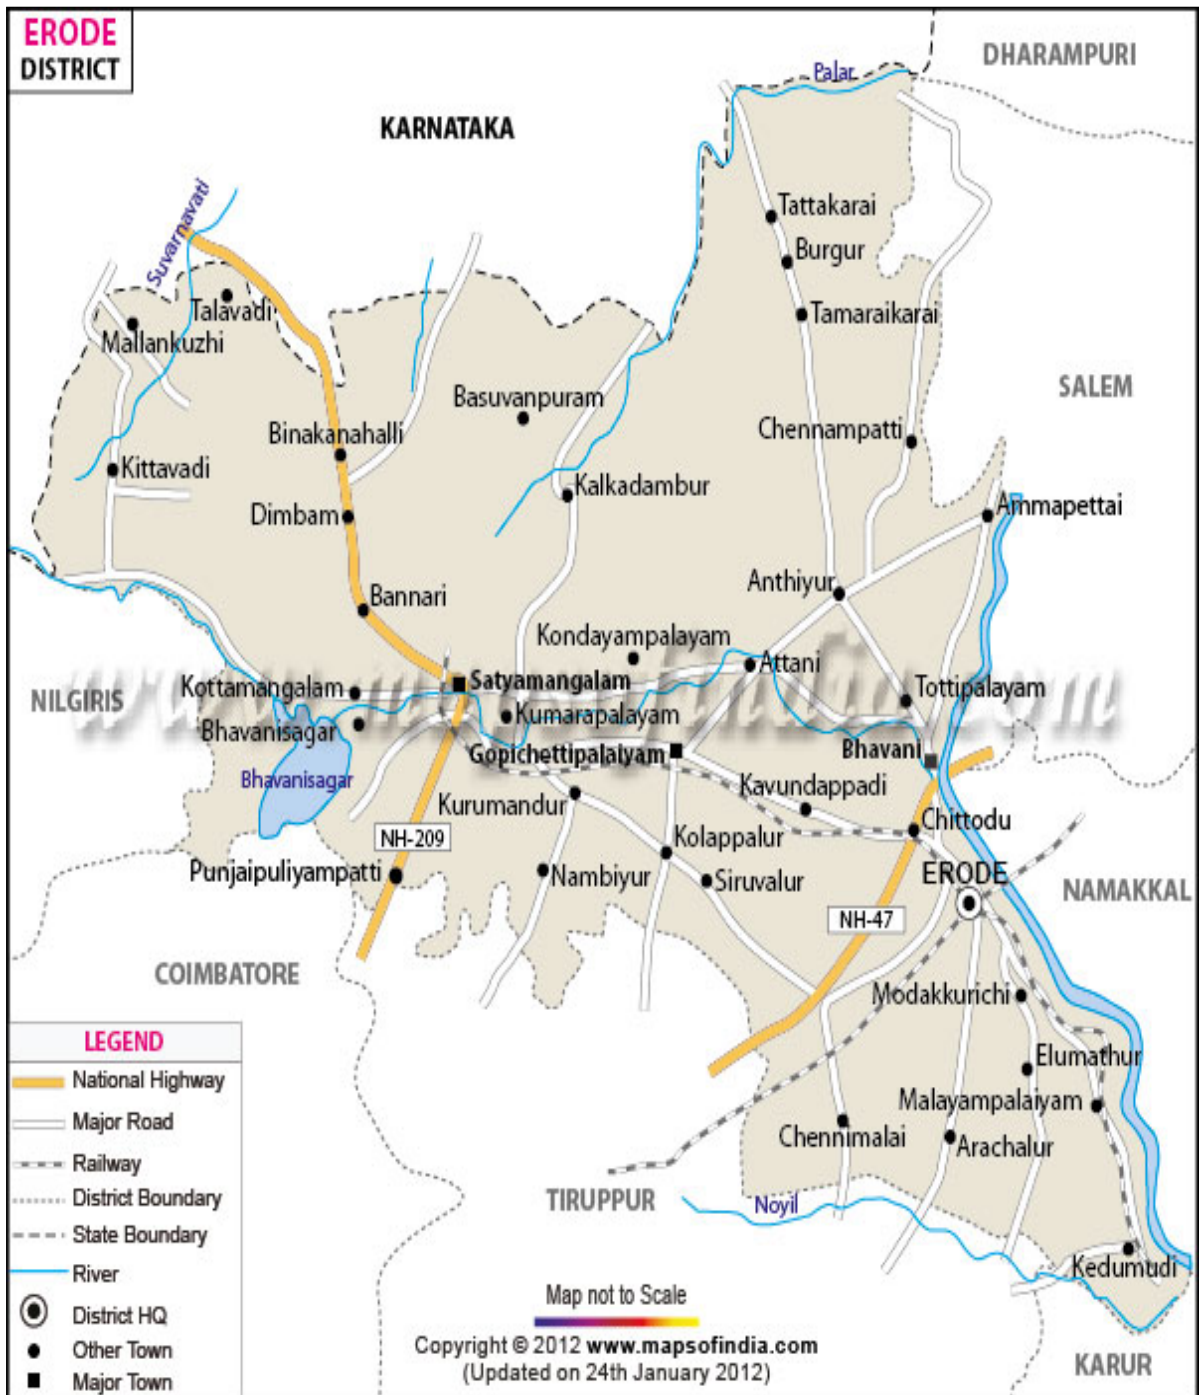 ERODE
DISTRICT
DHARAMPURI
Palar
KARNATAKA
Suvarnavati
Tattakarai
Burgur
Talavadi
Tamaraikarai
Mallankuzhi
SALEM
Basuvanpuram
Binakanahalli
Chennampatti
Kittavadi
Kalkadambur
Ammapettai
Dimbam
Anthiyur
Bannari
Kondayampalayam
Attani
Satyamangalam
Kottamangalam
Tottipalayam
NILGIRIS
Kumarapalayam
Bhavanisagar
Gopichettipalaiyam
Bhavani
Bhavanisagar
Kavundappadi
Kurumandur
Chittodu
NH-209
Kolappalur
Punjaipuliyampatti
Nambiyur
Siruvalur
ERODE
NAMAKKAL
NH-47
COIMBATORE
Modakkurichi
Elumathur
Malayampalaiyam
Chennimalai
Arachalur
TIRUPPUR
Noyil
Kedumudi
KARUR
LEGEND
National Highway
Major Road
Railway
District Boundary
State Boundary
River
District HQ
Other Town
Major Town
Map not to Scale
Copyright © 2012 www.mapsofindia.com
(Updated on 24th January 2012)